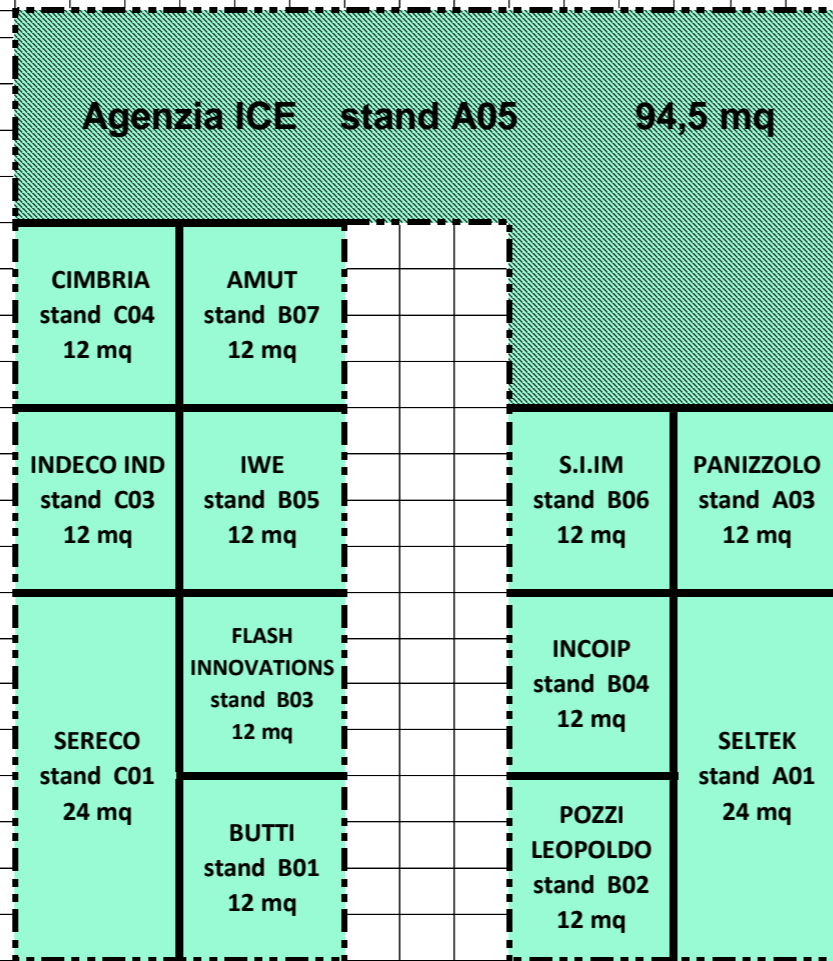 Agenzia ICE stand A05 94,5 mq
CIMBRIA
stand C04
12 mq
AMUT
stand B07
12 mq
INDECO IND
stand C03
12 mq
IWE
stand B05
12 mq
S.I.IM
stand B06
12 mq
PANIZZOLO
stand A03
12 mq
SERECO
stand C01
24 mq
FLASH
INNOVATIONS
stand B03
12 mq
BUTTI
stand B01
12 mq
INCOIP
stand B04
12 mq
POZZI
LEOPOLDO
stand B02
12 mq
SELTEK
stand A01
24 mq